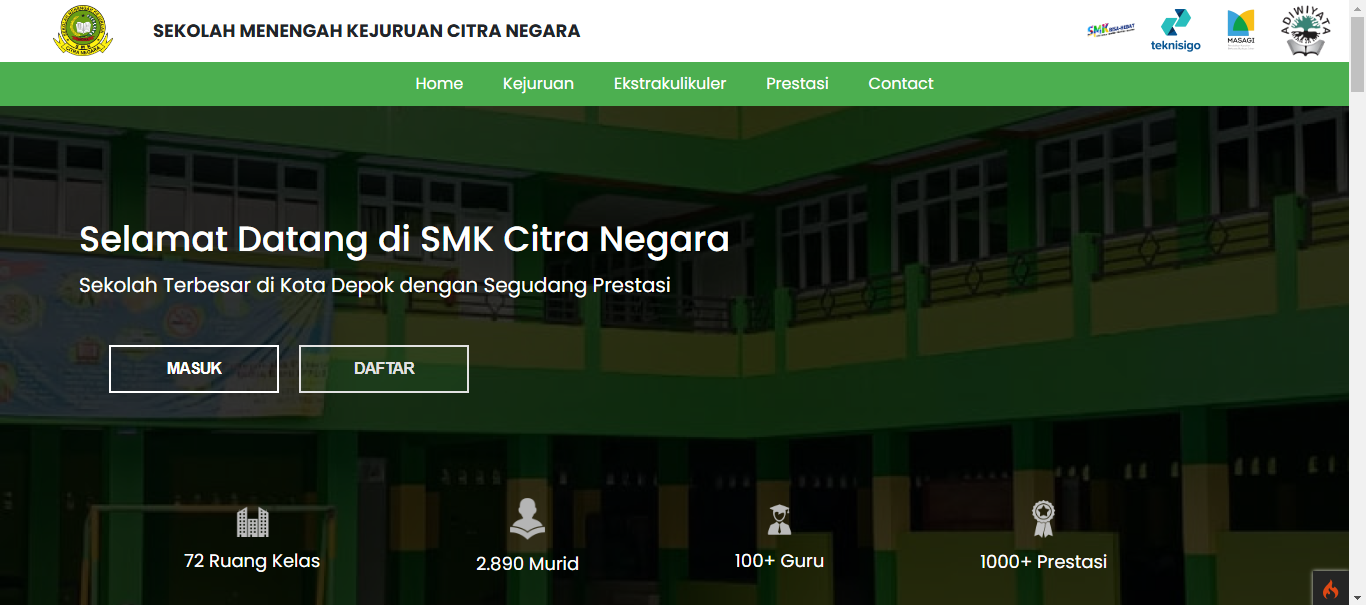 SEKOLAH MENENGAH KEJURUAN CITRA NEGARA
SMK BISA-HEBAT
teknisigo
MASAGI
ADIWIYATA
Home Kejuruan Ekstrakulikuler Prestasi Contact
Selamat Datang di SMK Citra Negara
Sekolah Terbesar di Kota Depok dengan Segudang Prestasi
MASUK DAFTAR
72 Ruang Kelas 2.890 Murid 100+ Guru 1000+ Prestasi